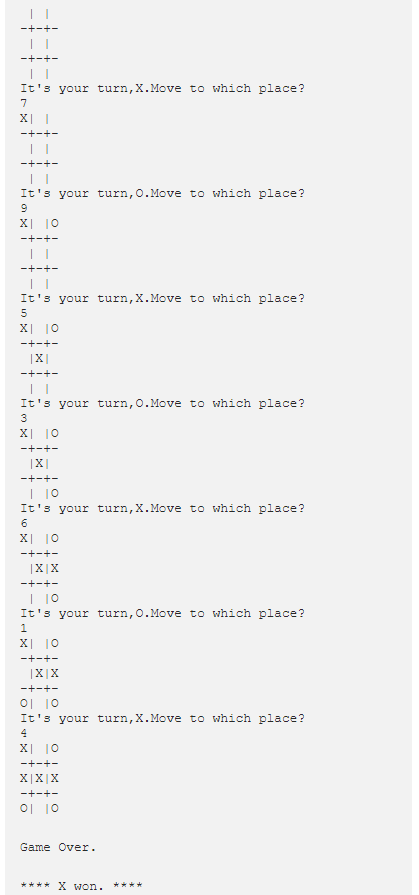 | |
-+-+-
 | |
-+-+-
 | |
It's your turn,X.Move to which place?
7
X| |
-+-+-
 | |
-+-+-
 | |
It's your turn,O.Move to which place?
9
X| |O
-+-+-
 | |
-+-+-
 | |
It's your turn,X.Move to which place?
5
X| |O
-+-+-
 |X|
-+-+-
 | |
It's your turn,O.Move to which place?
3
X| |O
-+-+-
 |X|
-+-+-
 | |O
It's your turn,X.Move to which place?
6
X| |O
-+-+-
 |X|X
-+-+-
 | |O
It's your turn,O.Move to which place?
1
X| |O
-+-+-
 |X|X
-+-+-
O| |O
It's your turn,X.Move to which place?
4
X| |O
-+-+-
X|X|X
-+-+-
O| |O
Game Over.
**** X won. ****